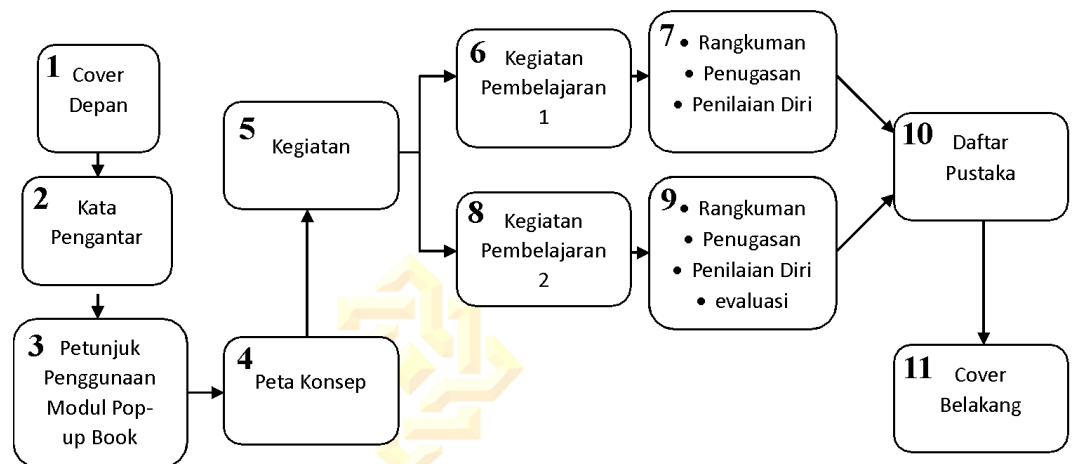 1 Cover
Depan
2 Kata
Pengantar
3 Petunjuk
Penggunaan
Modul Pop-
up Book
4 Peta Konsep
5 Kegiatan
6 Kegiatan
Pembelajaran
1
7 • Rangkuman
• Penugasan
• Penilaian Diri
8 Kegiatan
Pembelajaran
2
9 • Rangkuman
• Penugasan
• Penilaian Diri
• evaluasi
10 Daftar
Pustaka
11 Cover
Belakang